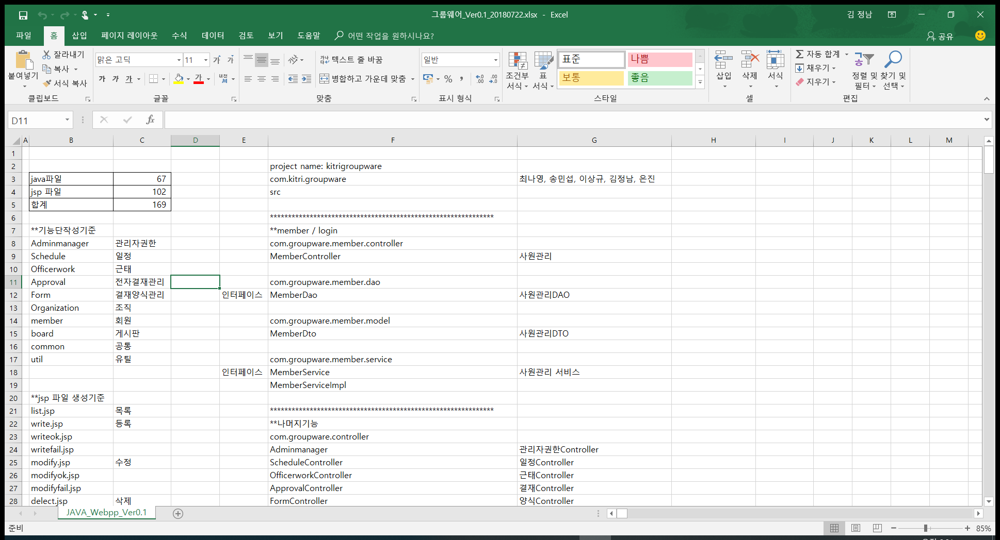 그룹웨어_Ver0.1_20180722.xlsx - Excel
김 정남
파일 홈 삽입 페이지 레이아웃 수식 데이터 검토 보기 도움말 어떤 작업을 원하시나요? 공유
붙여넣기
잘라내기
복사
서식 복사
클립보드
맑은 고딕 11 가 가
가 가 가 가 내천
글꼴
텍스트 줄 바꿈
병합하고 가운데 맞춤
맞춤
일반
% , .00
표시 형식
조건부 서식
표 서식
표준 나쁨
보통 좋음
스타일
삽입 삭제 서식
셀
자동 합계
채우기
지우기
정렬 및 필터
찾기 및 선택
편집
D11 fx
A B C D E F G H I J K L M
1
2 project name: kitrigroupware
3 java파일 67 com.kitri.groupware 최나영, 송민섭, 이상규, 김정남, 은진
4 jsp 파일 102 src
5 합계 169
6 **************************************************************
7 **기능단작성기준 **member / login
8 Adminmanager 관리자권한 com.groupware.member.controller
9 Schedule 일정 MemberController 사원관리
10 Officerwork 근태
11 Approval 전자결재관리 com.groupware.member.dao
12 Form 결재양식관리 인터페이스 MemberDao 사원관리DAO
13 Organization 조직
14 member 회원 com.groupware.member.model
15 board 게시판 MemberDto 사원관리DTO
16 common 공통
17 util 유틸 com.groupware.member.service
18 인터페이스 MemberService 사원관리 서비스
19 MemberServiceImpl
20 **jsp 파일 생성기준
21 list.jsp 목록 **************************************************************
22 write.jsp 등록 **나머지기능
23 writeok.jsp com.groupware.controller
24 writefail.jsp Adminmanager 관리자권한Controller
25 modify.jsp 수정 ScheduleController 일정Controller
26 modifyok.jsp OfficerworkController 근태Controller
27 modifyfail.jsp ApprovalController 결재Controller
28 delect.jsp 삭제 FormController 양식Controller
JAVA_Webpp_Ver0.1
준비 85%